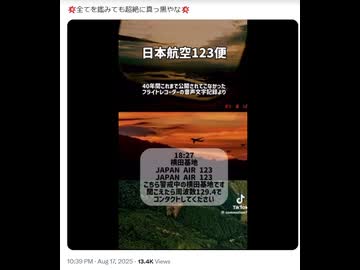 💥全てを鑑みても超絶に真っ黒やな💥
日本航空123便
40年間これまで公開されてこなかった
フライトレコーダーの音声文字記録より
18:27
横田基地
JAPAN AIR 123
JAPAN AIR 123
こちら警戒中の横田基地です
聞こえたら周波数129.4で
コンタクトしてください
TikTok
10:39 PM · Aug 17, 2025 · 13.4K Views